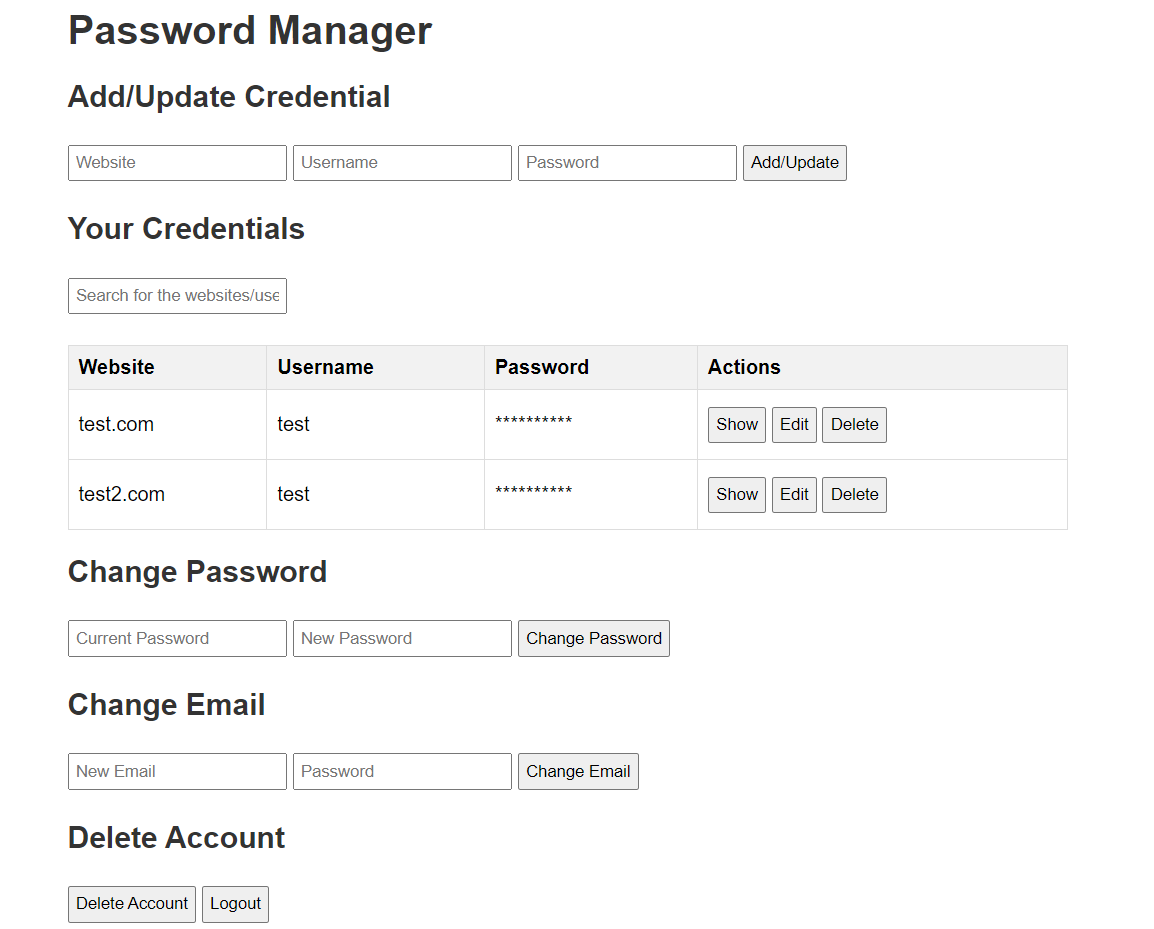 Password Manager
Add/Update Credential
Website Username Password Add/Update
Your Credentials
Search for the websites/use
Website Username Password Actions
test.com test ********** Show Edit Delete
test2.com test ********** Show Edit Delete
Change Password
Current Password New Password Change Password
Change Email
New Email Password Change Email
Delete Account
Delete Account Logout